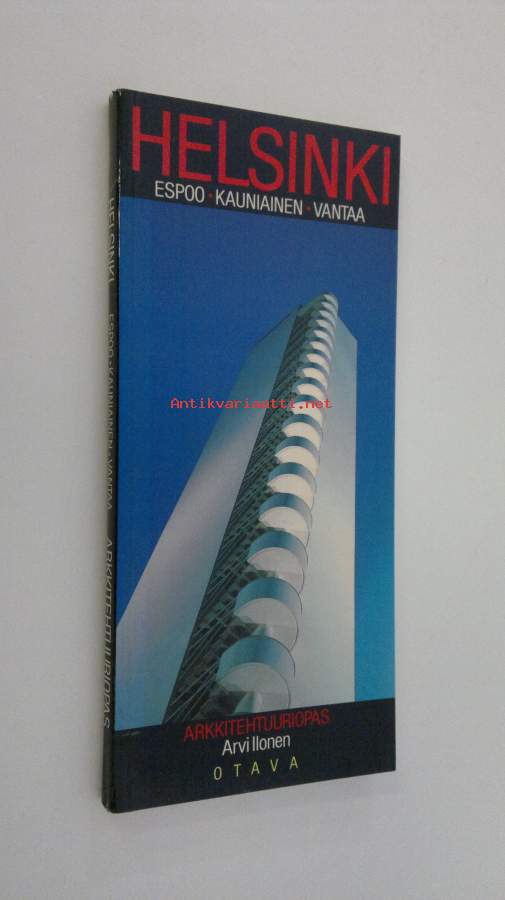 HELSINKI
ESPOO · KAUNIAINEN · VANTAA
Antikvariaatti.net
ARKKITEHTUURIOPAS
Arvi Ilonen
OTAVA
HELSINKI ESPOO · KAUNIAINEN · VANTAA ARKKITEHTUURIOPAS